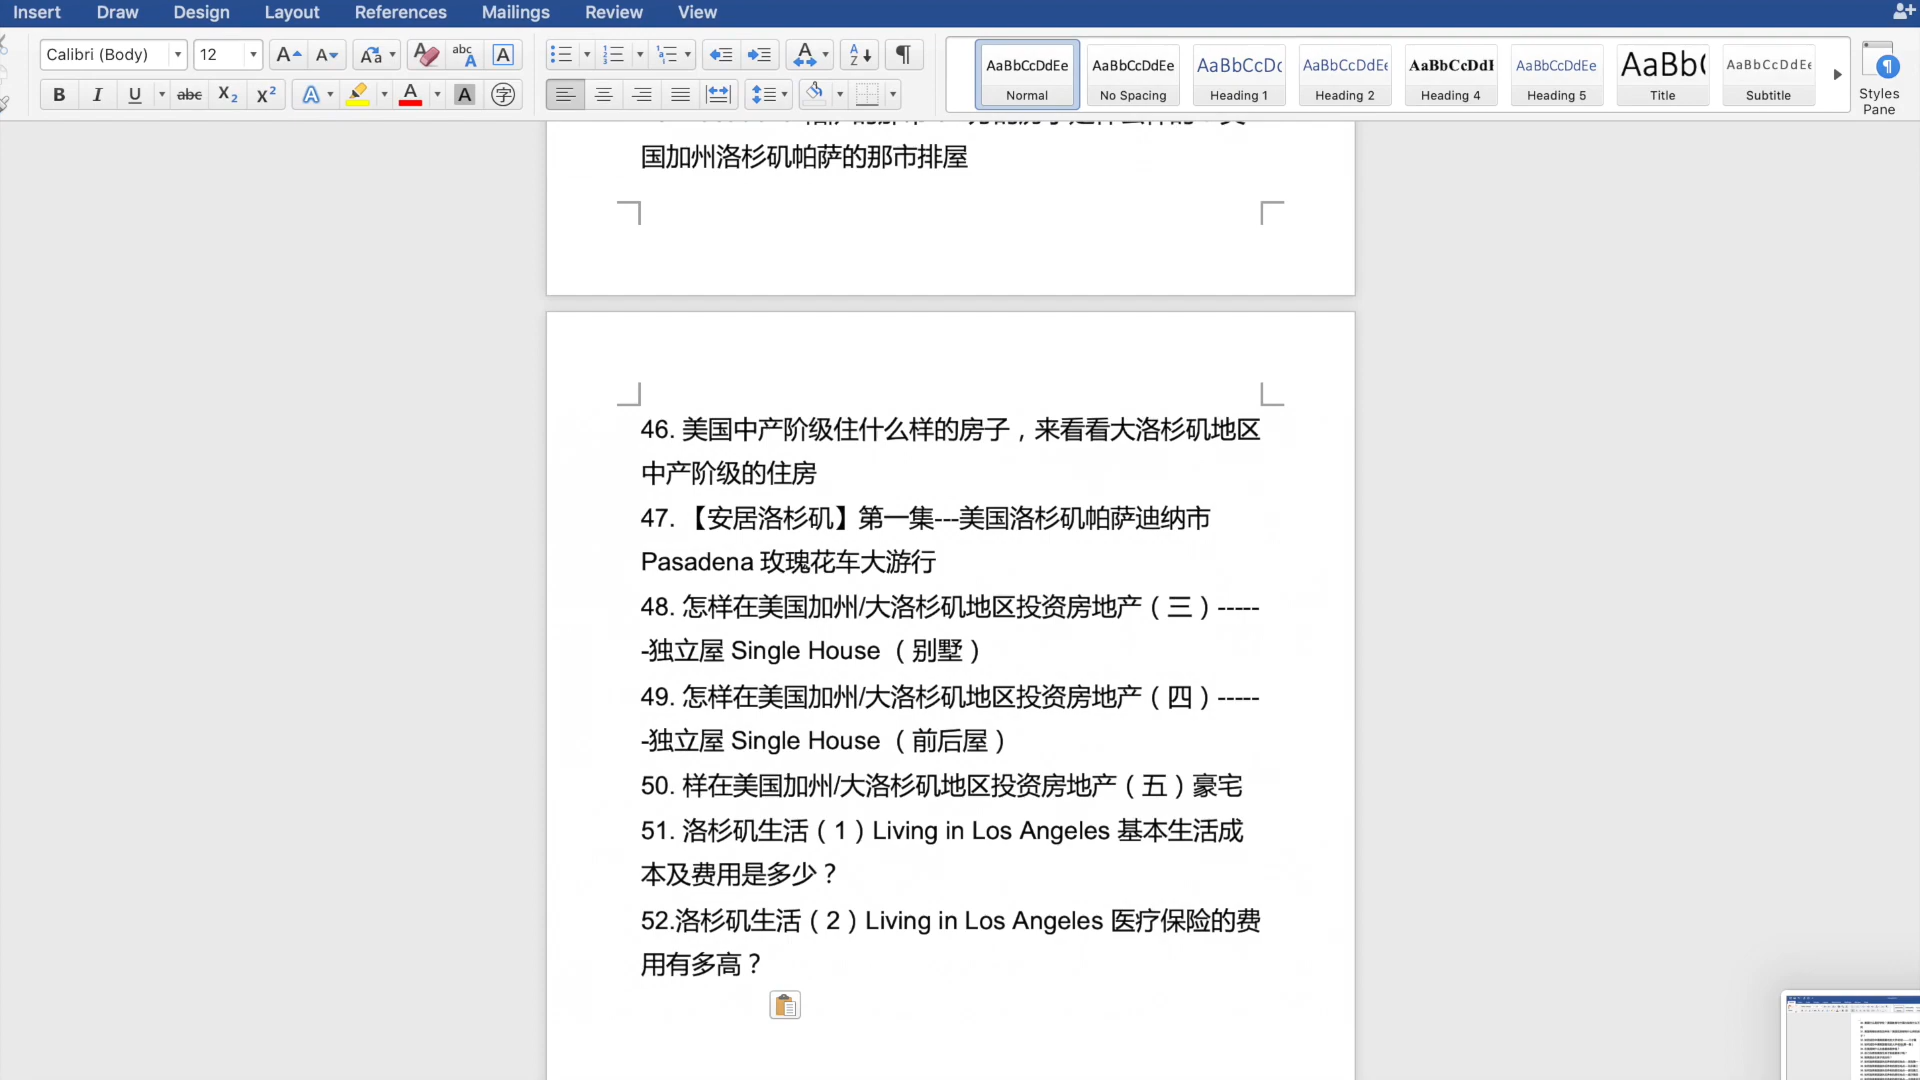 Insert Draw Design Layout References Mailings Review View
Calibri (Body) 12
AaBbCcDdEe AaBbCcDdEe AaBbCcDc AaBbCcDdEe AaBbCcDdI AaBbCcDdEe AaBb( AaBbCcDdEe
Normal No Spacing Heading 1 Heading 2 Heading 4 Heading 5 Title Subtitle
Styles
Pane
国加州洛杉矶帕萨的那市排屋
46. 美国中产阶级住什么样的房子，来看看大洛杉矶地区
中产阶级的住房
47. 【安居洛杉矶】第一集---美国洛杉矶帕萨迪纳市
Pasadena 玫瑰花车大游行
48. 怎样在美国加州/大洛杉矶地区投资房地产（三）-----
-独立屋 Single House （别墅）
49. 怎样在美国加州/大洛杉矶地区投资房地产（四）-----
-独立屋 Single House （前后屋）
50. 样在美国加州/大洛杉矶地区投资房地产（五）豪宅
51. 洛杉矶生活（1）Living in Los Angeles 基本生活成
本及费用是多少？
52.洛杉矶生活（2）Living in Los Angeles 医疗保险的费
用有多高？